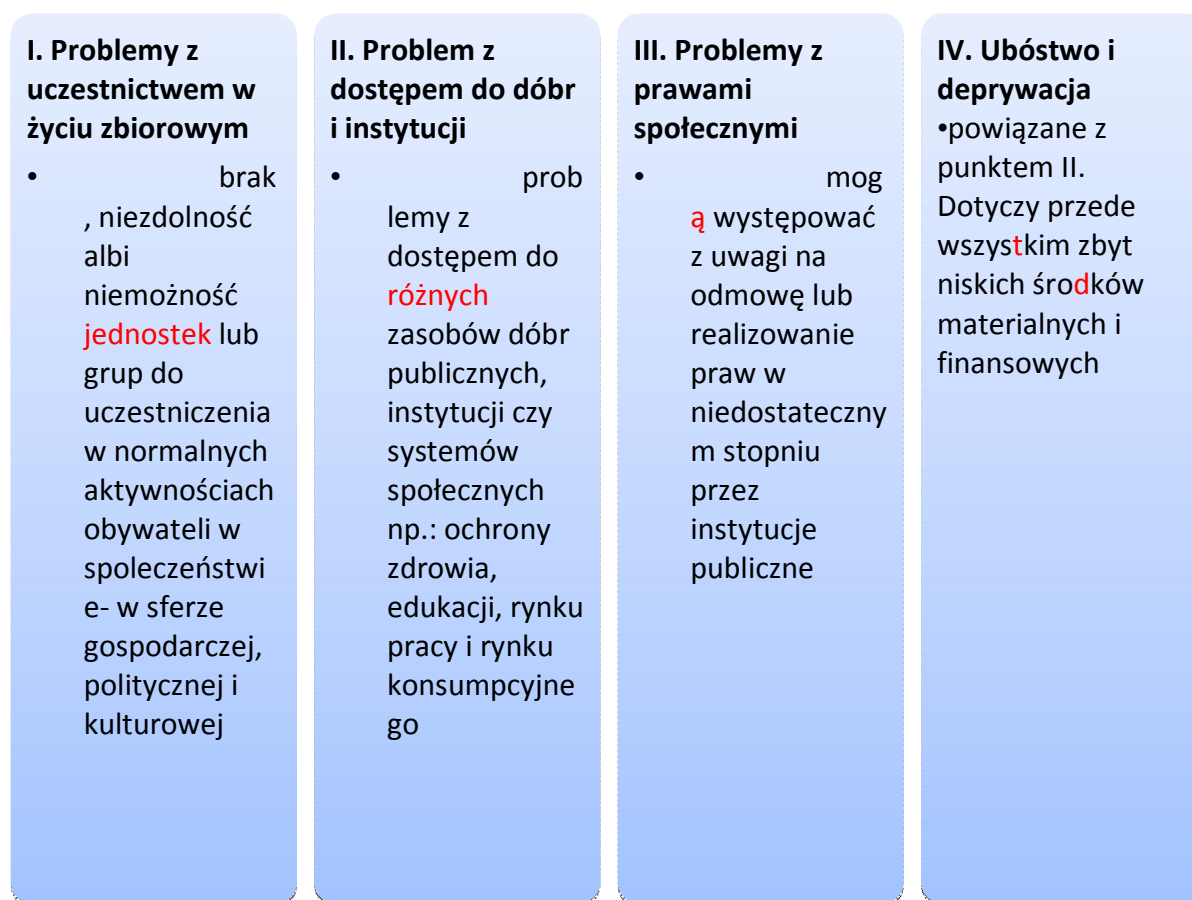 I. Problemy z
uczestnictwem w
życiu zbiorowym
• brak
, niezdolność
albi
niemożność
jednostek lub
grup do
uczestniczenia
w normalnych
aktywnościach
obywateli w
spoleczeństwi
e- w sferze
gospodarczej,
politycznej i
kulturowej
II. Problem z
dostępem do dóbr
i instytucji
• prob
lemy z
dostępem do
różnych
zasobów dóbr
publicznych,
instytucji czy
systemów
społecznych
np.: ochrony
zdrowia,
edukacji, rynku
pracy i rynku
konsumpcyjne
go
III. Problemy z
prawami
społecznymi
• mog
ą występować
z uwagi na
odmowę lub
realizowanie
praw w
niedostateczny
m stopniu
przez
instytucje
publiczne
IV. Ubóstwo i
deprywacja
•powiązane z
punktem II.
Dotyczy przede
wszystkim zbyt
niskich środków
materialnych i
finansowych